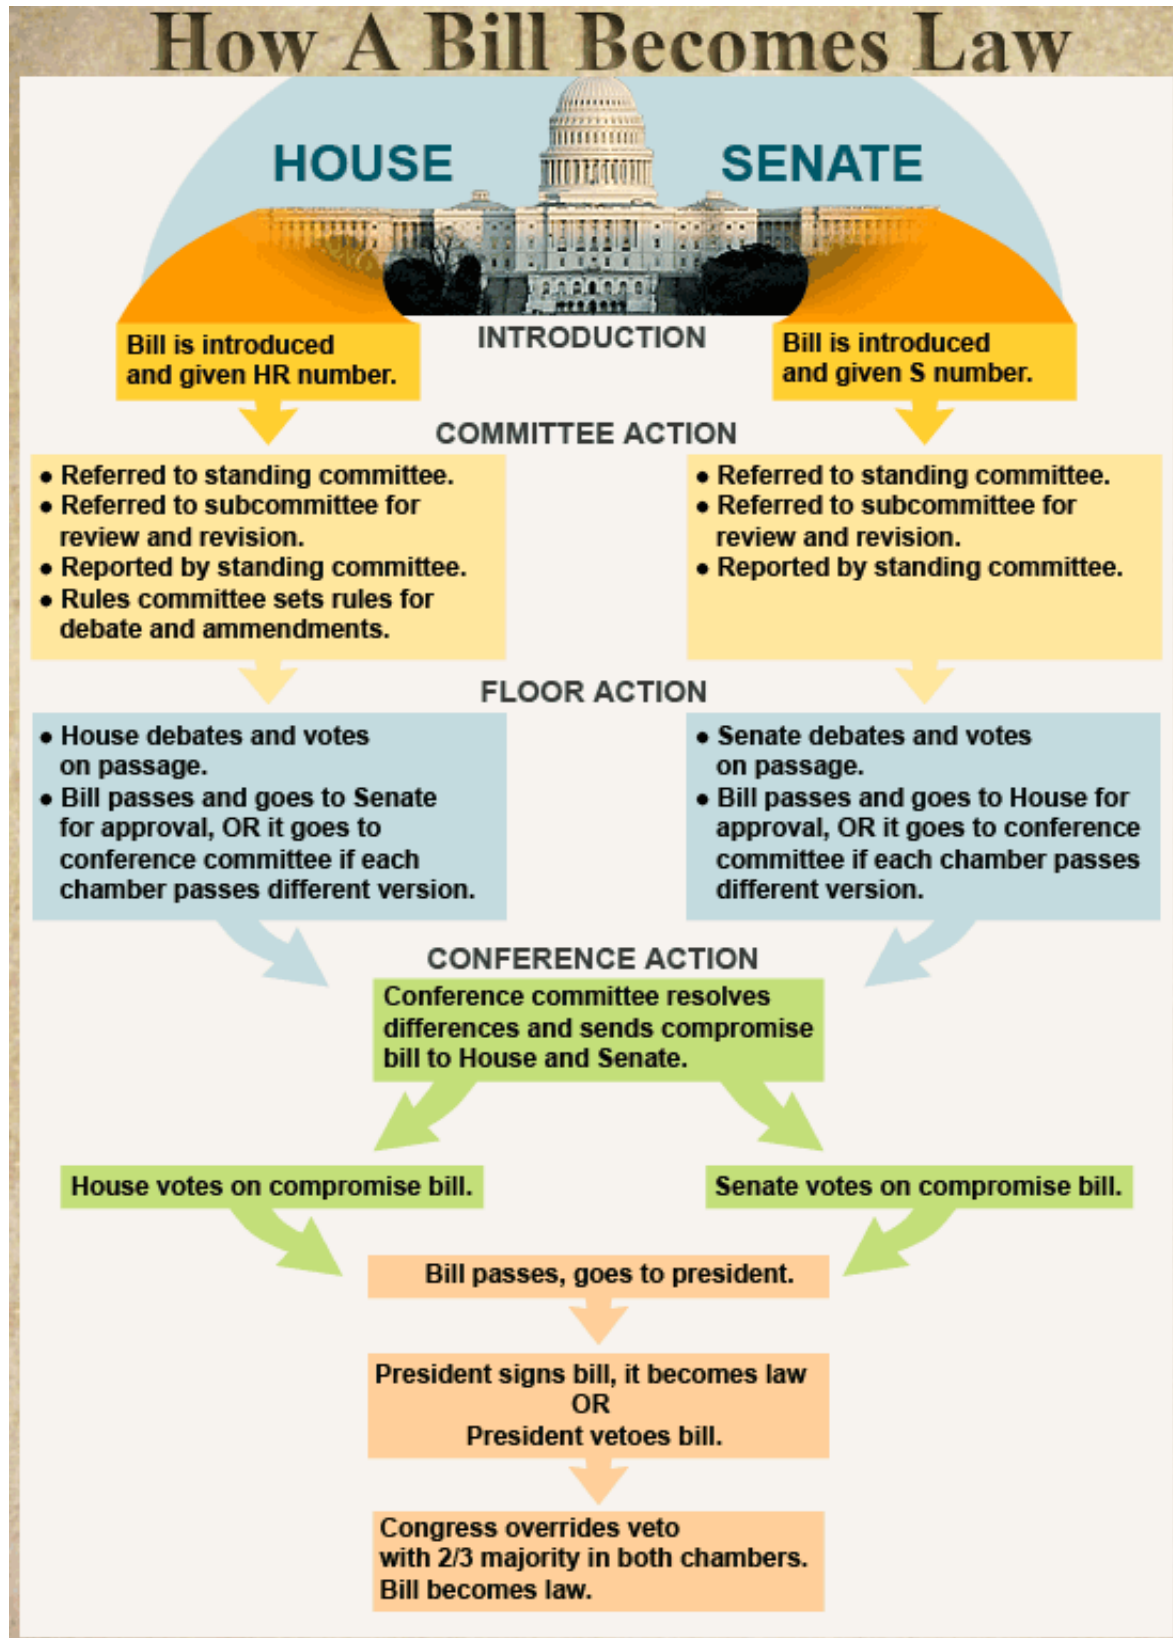 How A Bill Becomes Law
HOUSE
SENATE
INTRODUCTION
Bill is introduced
and given HR number.
Bill is introduced
and given S number.
COMMITTEE ACTION
● Referred to standing committee.
● Referred to subcommittee for
review and revision.
● Reported by standing committee.
● Rules committee sets rules for
debate and ammendments.
● Referred to standing committee.
● Referred to subcommittee for
review and revision.
● Reported by standing committee.
FLOOR ACTION
● House debates and votes
on passage.
● Bill passes and goes to Senate
for approval, OR it goes to
conference committee if each
chamber passes different version.
● Senate debates and votes
on passage.
● Bill passes and goes to House for
approval, OR it goes to conference
committee if each chamber passes
different version.
CONFERENCE ACTION
Conference committee resolves
differences and sends compromise
bill to House and Senate.
House votes on compromise bill.
Senate votes on compromise bill.
Bill passes, goes to president.
President signs bill, it becomes law
OR
President vetoes bill.
Congress overrides veto
with 2/3 majority in both chambers.
Bill becomes law.